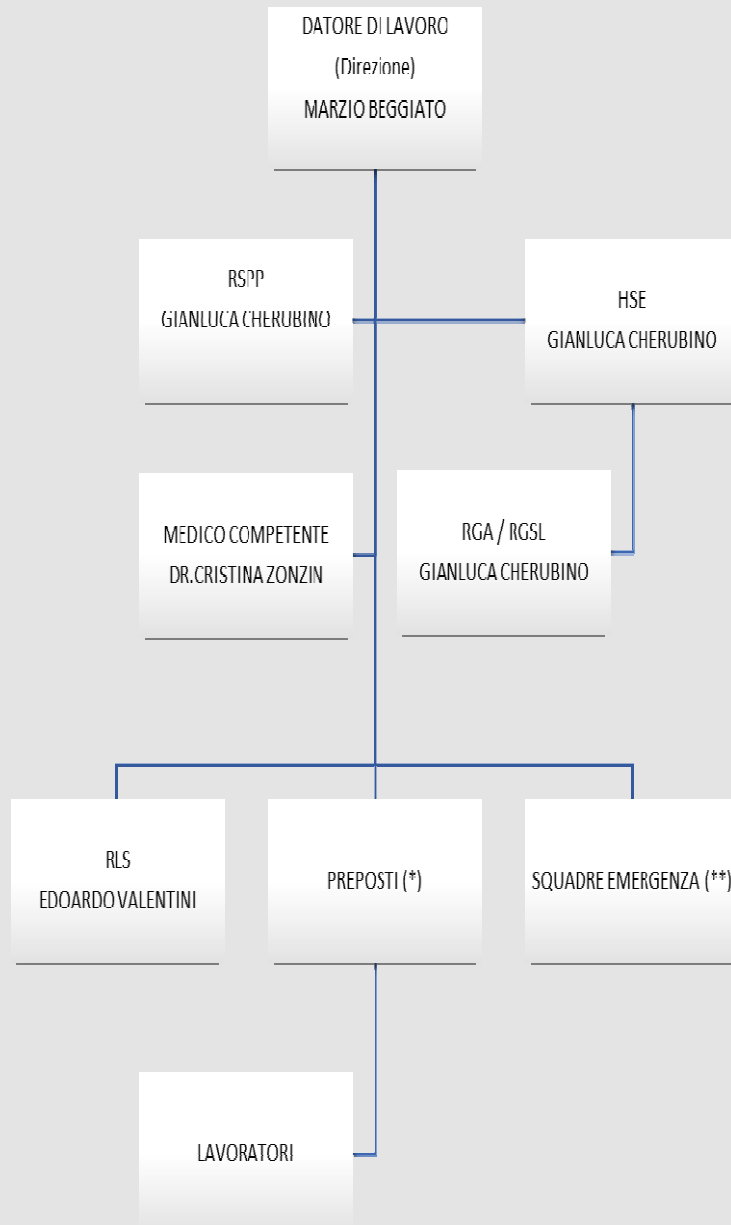 DATORE DI LAVORO
(Direzione)
MARZIO BEGGIATO
RSPP
GIANLUCA CHERUBINO
HSE
GIANLUCA CHERUBINO
MEDICO COMPETENTE
DR.CRISTINA ZONZIN
RGA / RGSL
GIANLUCA CHERUBINO
RLS
EDOARDO VALENTINI
PREPOSTI (*)
SQUADRE EMERGENZA (**)
LAVORATORI